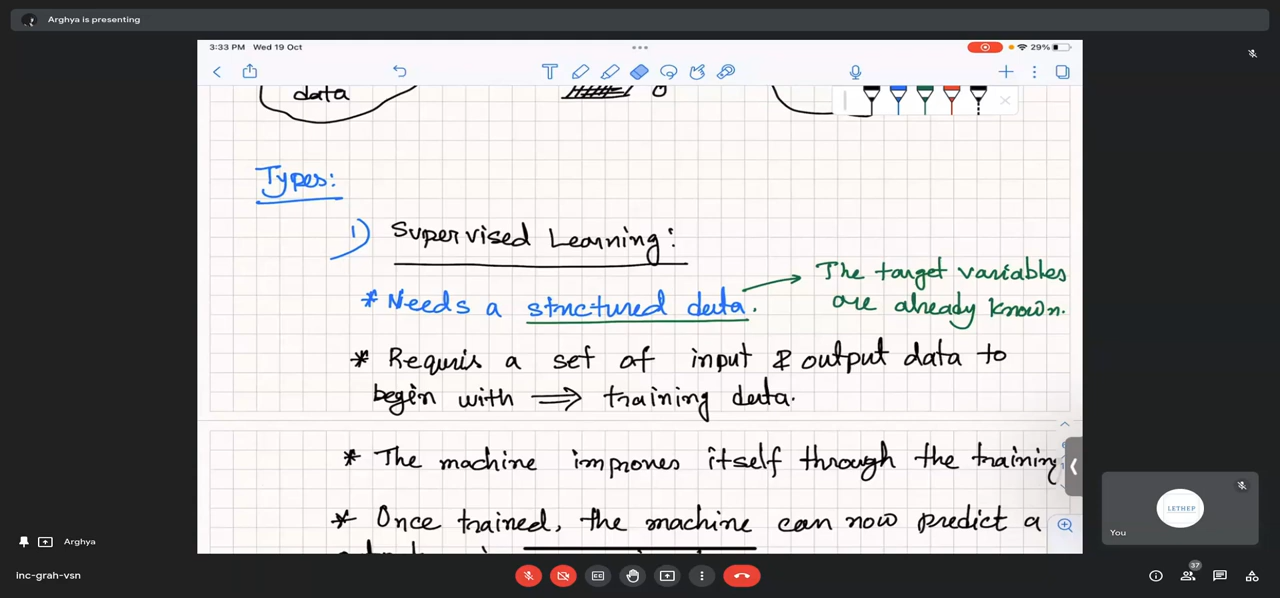 Arghya is presenting
3:33 PM Wed 19 Oct
29%
data
Types:
1) Supervised Learning:
* Needs a structured data.
The target variables
are already known.
* Requirs a set of input & output data to
begin with ⟹ training data.
* The machine improves itself through the training
* Once trained, the machine can now predict a
LETHEP
You
Arghya
lnc-grah-vsn
37